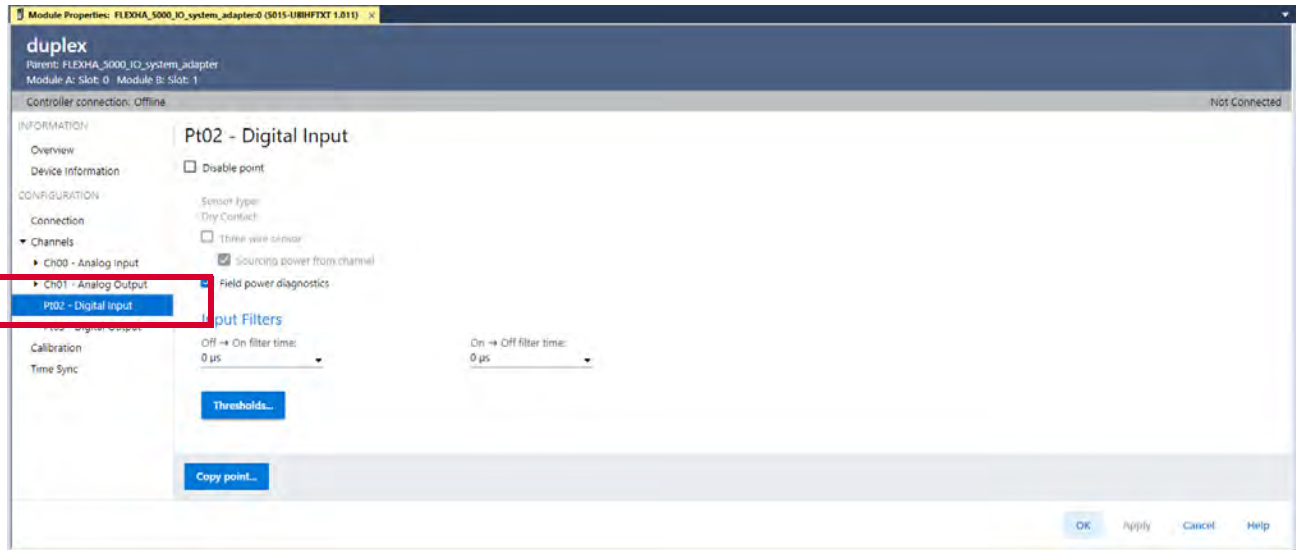 Module Properties: FLEXHA_5000_IO_system_adapter:0 (5015-U8IHFTXT 1.011) ×
duplex
Parent: FLEXHA_5000_IO_system_adapter
Module A: Slot: 0 Module B: Slot: 1
Controller connection: Offline
Not Connected
INFORMATION
Overview
Device Information
CONFIGURATION
Connection
Channels
Ch00 - Analog Input
Ch01 - Analog Output
Pt02 - Digital Input
Pt03 - Digital Output
Calibration
Time Sync
Pt02 - Digital Input
Disable point
Sensor type:
Dry Contact
Three wire sensor
Sourcing power from channel
Field power diagnostics
Input Filters
Off → On filter time:
0 µs
On → Off filter time:
0 µs
Thresholds...
Copy point...
OK Apply Cancel Help